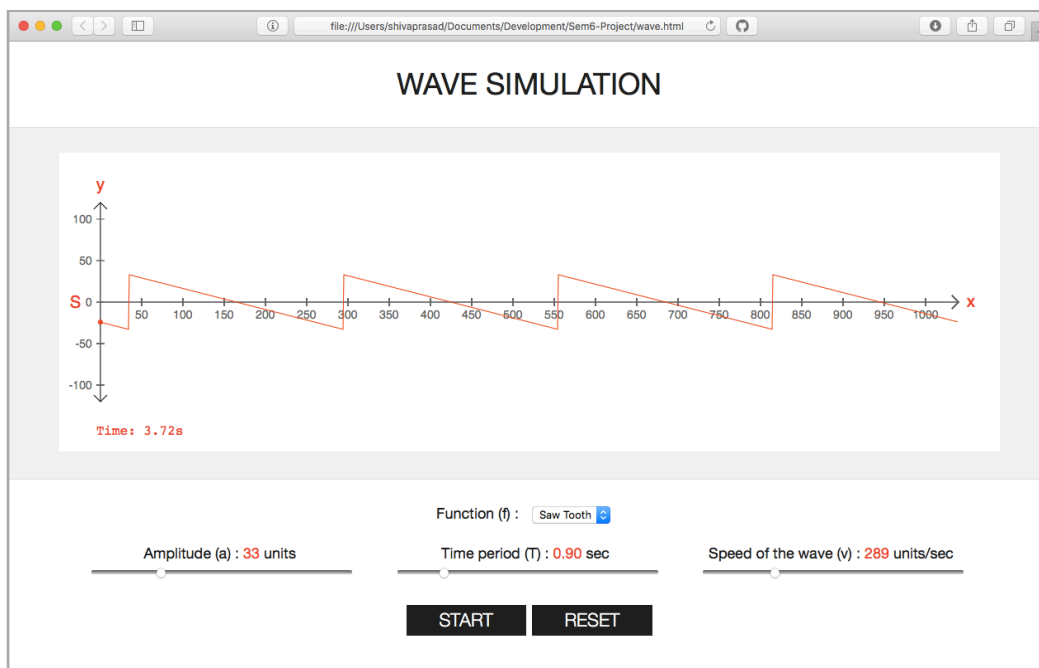 file:///Users/shivaprasad/Documents/Development/Sem6-Project/wave.html
WAVE SIMULATION
y
100
50
S 0 x
50 100 150 200 250 300 350 400 450 500 550 600 650 700 750 800 850 900 950 1000
-50
-100
Time: 3.72s
Function (f) : Saw Tooth
Amplitude (a) : 33 units Time period (T) : 0.90 sec Speed of the wave (v) : 289 units/sec
START RESET